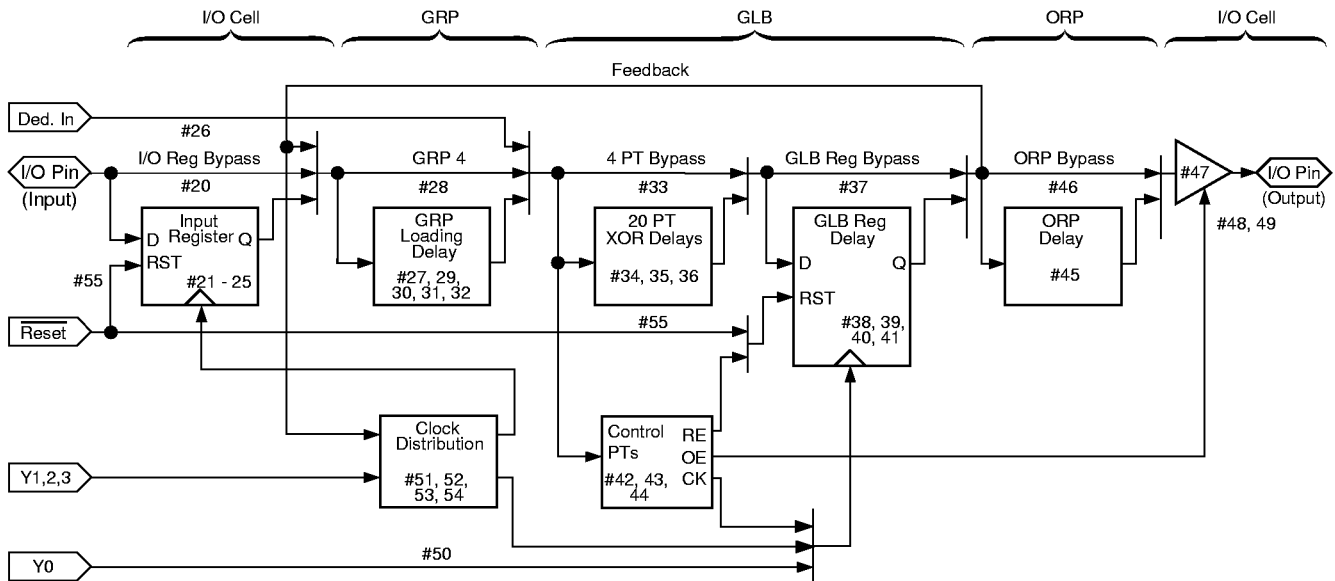 I/O Cell
GRP
GLB
ORP
I/O Cell
Feedback
Ded. In
#26
I/O Pin
(Input)
I/O Reg Bypass
#20
GRP 4
#28
4 PT Bypass
#33
GLB Reg Bypass
#37
ORP Bypass
#46
#47
I/O Pin
(Output)
#48, 49
Input
Register
D
Q
RST
#21 - 25
#55
GRP
Loading
Delay
#27, 29,
30, 31, 32
20 PT
XOR Delays
#34, 35, 36
GLB Reg
Delay
D
Q
RST
#38, 39,
40, 41
ORP
Delay
#45
Reset
#55
Clock
Distribution
#51, 52,
53, 54
Control
PTs
RE
OE
CK
#42, 43,
44
Y1,2,3
Y0
#50